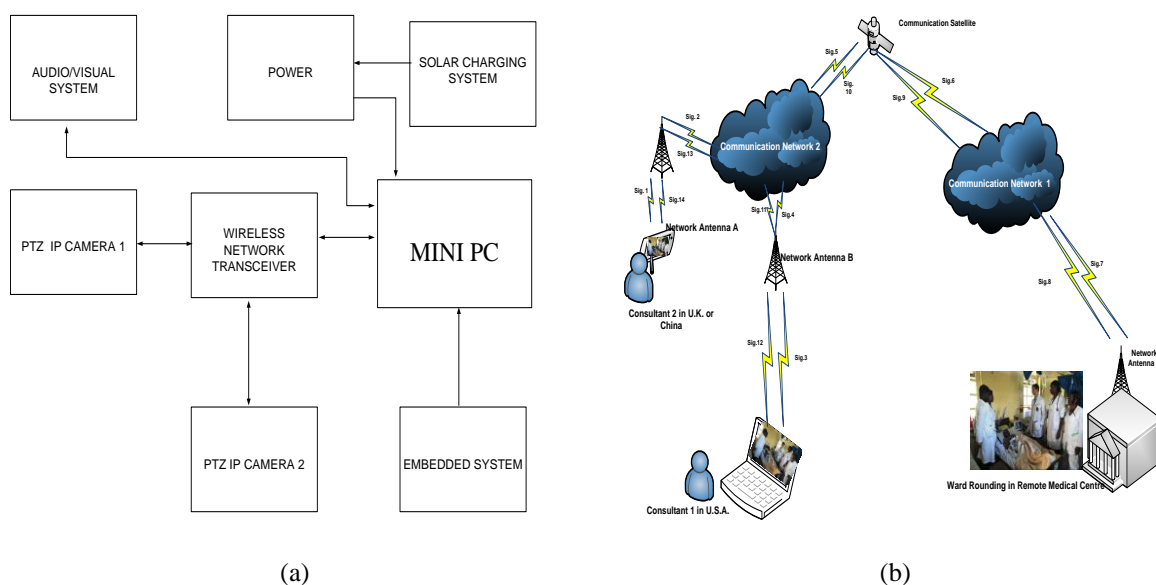 AUDIO/VISUAL
SYSTEM
POWER
SOLAR CHARGING
SYSTEM
PTZ IP CAMERA 1
WIRELESS
NETWORK
TRANSCEIVER
MINI PC
PTZ IP CAMERA 2
EMBEDDED SYSTEM
(a)
Communication Satellite
Sig.5
Sig.
10
Sig.6
Sig.9
Sig. 2
Sig.13
Communication Network 2
Communication Network 1
Sig. 1
Sig.14
Sig.11
Sig.4
Network Antenna A
Network Antenna B
Sig.7
Sig.8
Consultant 2 in U.K. or
China
Sig.12
Sig.3
Network
Antenna
Ward Rounding in Remote Medical Centre
Consultant 1 in U.S.A.
(b)